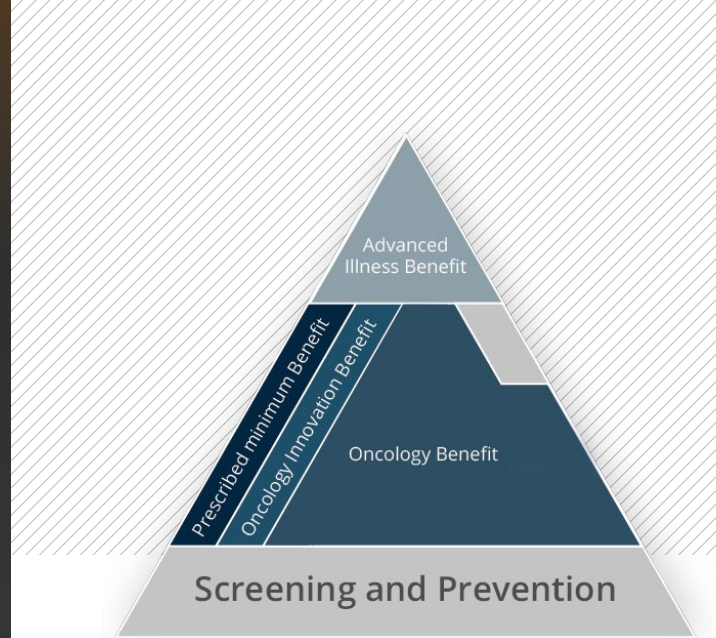 Advanced
Illness Benefit
Prescribed minimum Benefit
Oncology Innovation Benefit
Oncology Benefit
Screening and Prevention